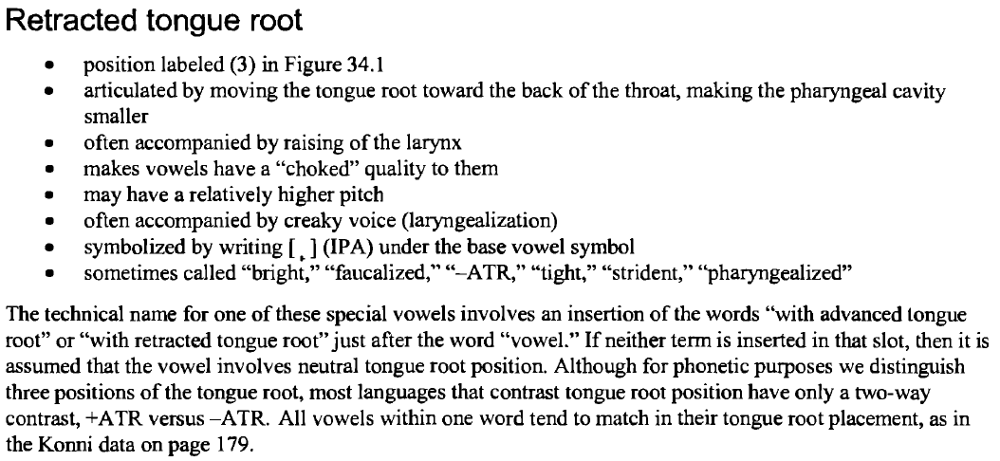 Retracted tongue root
• position labeled (3) in Figure 34.1
• articulated by moving the tongue root toward the back of the throat, making the pharyngeal cavity
smaller
• often accompanied by raising of the larynx
• makes vowels have a “choked” quality to them
• may have a relatively higher pitch
• often accompanied by creaky voice (laryngealization)
• symbolized by writing [ ̙ ] (IPA) under the base vowel symbol
• sometimes called “bright,” “faucalized,” “–ATR,” “tight,” “strident,” “pharyngealized”
The technical name for one of these special vowels involves an insertion of the words “with advanced tongue
root” or “with retracted tongue root” just after the word “vowel.” If neither term is inserted in that slot, then it is
assumed that the vowel involves neutral tongue root position. Although for phonetic purposes we distinguish
three positions of the tongue root, most languages that contrast tongue root position have only a two-way
contrast, +ATR versus –ATR. All vowels within one word tend to match in their tongue root placement, as in
the Konni data on page 179.